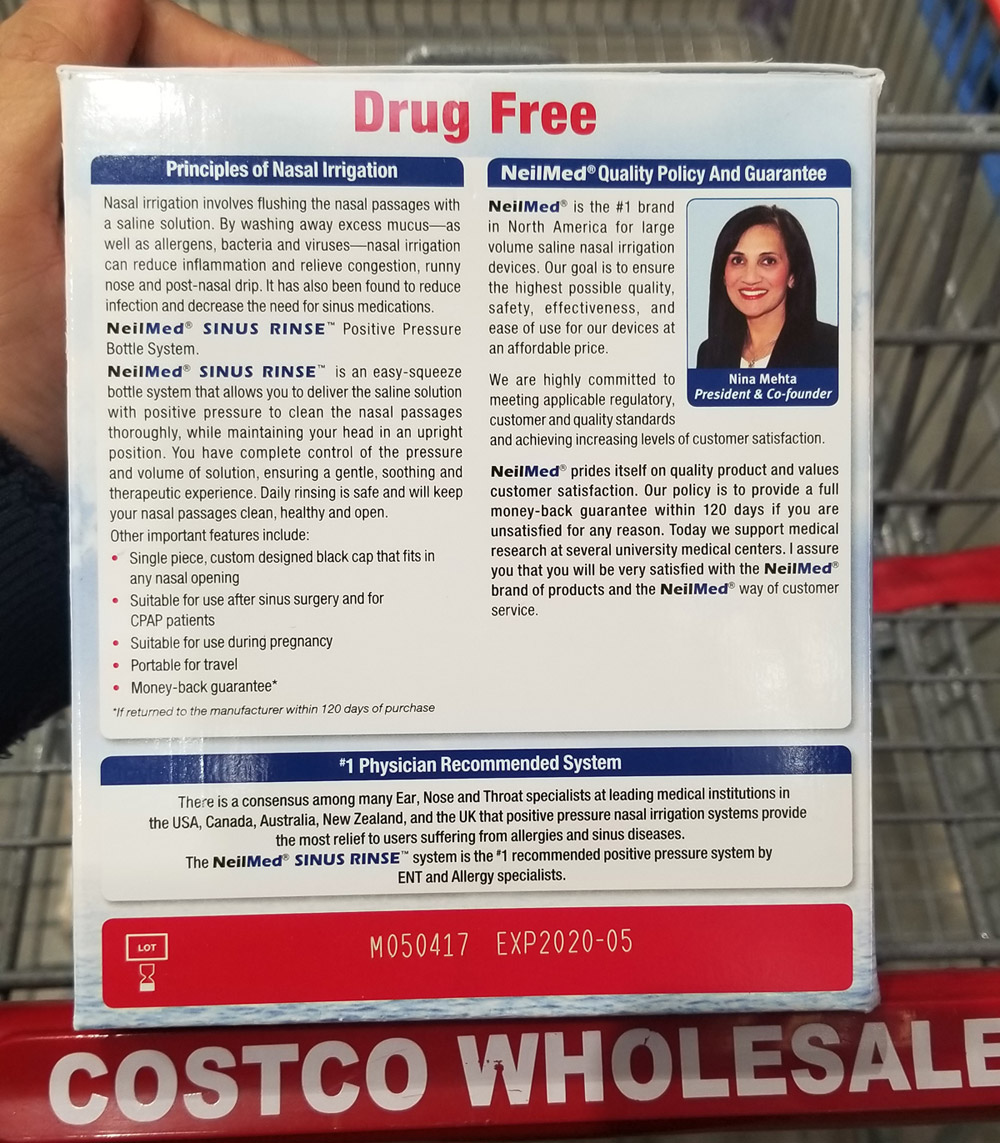 Drug Free
Principles of Nasal Irrigation
Nasal irrigation involves flushing the nasal passages with
a saline solution. By washing away excess mucus—as
well as allergens, bacteria and viruses—nasal irrigation
can reduce inflammation and relieve congestion, runny
nose and post-nasal drip. It has also been found to reduce
infection and decrease the need for sinus medications.
NeilMed® SINUS RINSE™ Positive Pressure
Bottle System.
NeilMed® SINUS RINSE™ is an easy-squeeze
bottle system that allows you to deliver the saline solution
with positive pressure to clean the nasal passages
thoroughly, while maintaining your head in an upright
position. You have complete control of the pressure
and volume of solution, ensuring a gentle, soothing and
therapeutic experience. Daily rinsing is safe and will keep
your nasal passages clean, healthy and open.
Other important features include:
• Single piece, custom designed black cap that fits in
any nasal opening
• Suitable for use after sinus surgery and for
CPAP patients
• Suitable for use during pregnancy
• Portable for travel
• Money-back guarantee*
*If returned to the manufacturer within 120 days of purchase
NeilMed® Quality Policy And Guarantee
NeilMed® is the #1 brand
in North America for large
volume saline nasal irrigation
devices. Our goal is to ensure
the highest possible quality,
safety, effectiveness, and
ease of use for our devices at
an affordable price.
Nina Mehta
President & Co-founder
We are highly committed to
meeting applicable regulatory,
customer and quality standards
and achieving increasing levels of customer satisfaction.
NeilMed® prides itself on quality product and values
customer satisfaction. Our policy is to provide a full
money-back guarantee within 120 days if you are
unsatisfied for any reason. Today we support medical
research at several university medical centers. I assure
you that you will be very satisfied with the NeilMed®
brand of products and the NeilMed® way of customer
service.
#1 Physician Recommended System
There is a consensus among many Ear, Nose and Throat specialists at leading medical institutions in
the USA, Canada, Australia, New Zealand, and the UK that positive pressure nasal irrigation systems provide
the most relief to users suffering from allergies and sinus diseases.
The NeilMed® SINUS RINSE™ system is the #1 recommended positive pressure system by
ENT and Allergy specialists.
LOT
M050417 EXP2020-05
COSTCO WHOLESALE